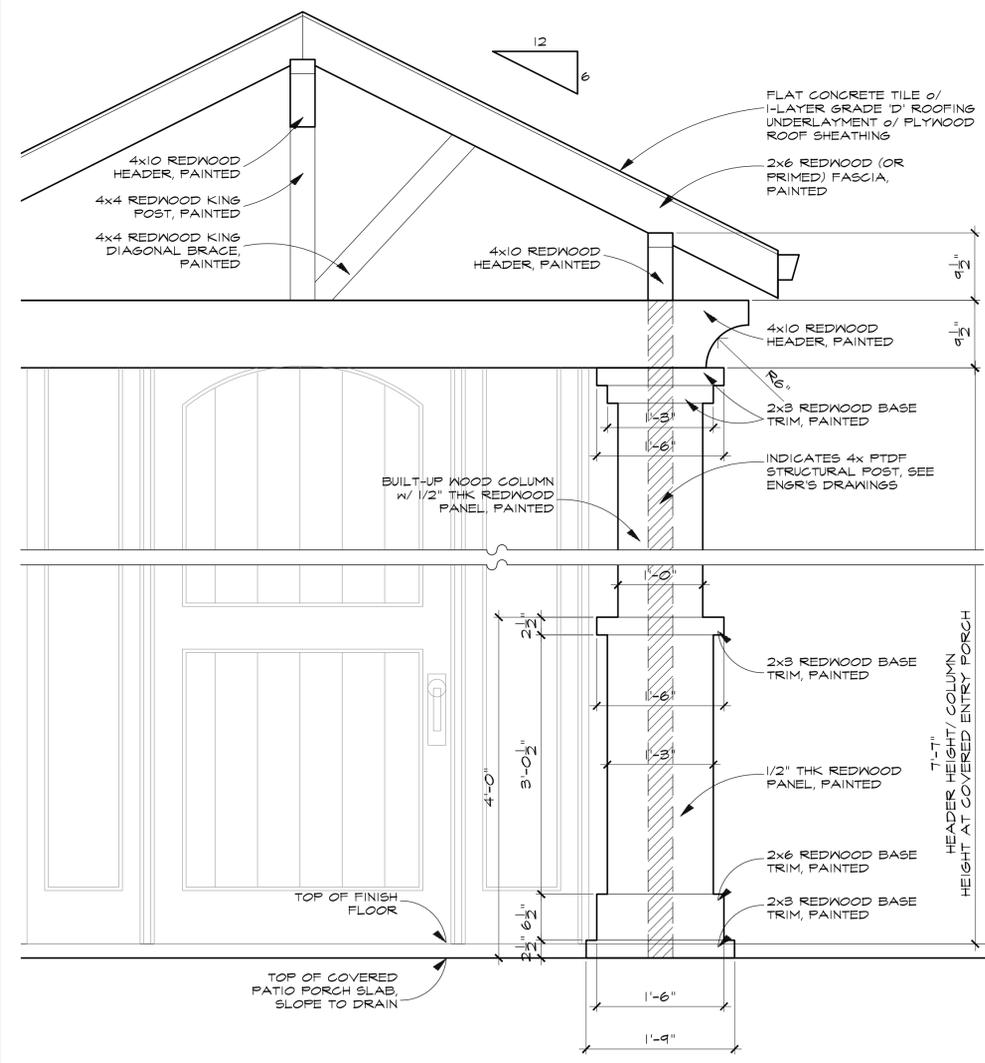 12
6
FLAT CONCRETE TILE o/
1-LAYER GRADE 'D' ROOFING
UNDERLAYMENT o/ PLYWOOD
ROOF SHEATHING
2x6 REDWOOD (OR
PRIMED) FASCIA,
PAINTED
4x10 REDWOOD
HEADER, PAINTED
4x4 REDWOOD KING
POST, PAINTED
4x4 REDWOOD KING
DIAGONAL BRACE,
PAINTED
4x10 REDWOOD
HEADER, PAINTED
9 1/2"
4x10 REDWOOD
HEADER, PAINTED
9 1/2"
R6"
2x3 REDWOOD BASE
TRIM, PAINTED
1'-3"
1'-6"
INDICATES 4x PTDF
STRUCTURAL POST, SEE
ENGR'S DRAWINGS
BUILT-UP WOOD COLUMN
w/ 1/2" THK REDWOOD
PANEL, PAINTED
1'-0"
2 1/2"
2x3 REDWOOD BASE
TRIM, PAINTED
1'-6"
1'-3"
3'-0 1/2"
4'-0"
1/2" THK REDWOOD
PANEL, PAINTED
7'-7"
HEADER HEIGHT/ COLUMN
HEIGHT AT COVERED ENTRY PORCH
2x6 REDWOOD BASE
TRIM, PAINTED
2x3 REDWOOD BASE
TRIM, PAINTED
TOP OF FINISH
FLOOR
6 1/2"
2 1/2"
TOP OF COVERED
PATIO PORCH SLAB,
SLOPE TO DRAIN
1'-6"
1'-9"